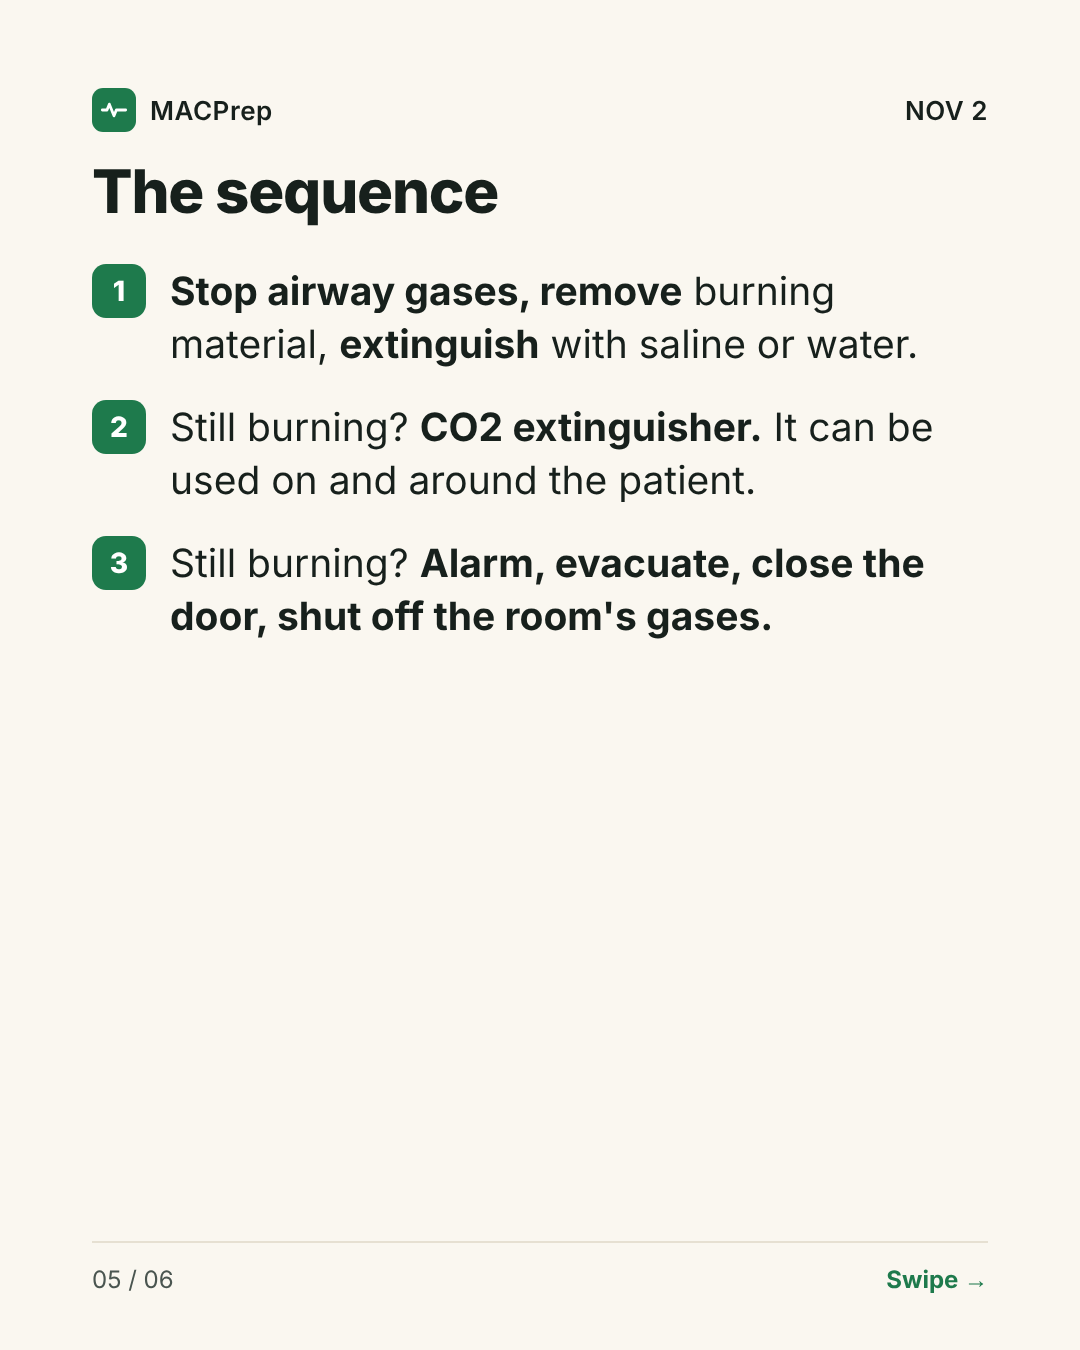 MACPrep
NOV 2
The sequence
1 Stop airway gases, remove burning
material, extinguish with saline or water.
2 Still burning? CO2 extinguisher. It can be
used on and around the patient.
3 Still burning? Alarm, evacuate, close the
door, shut off the room's gases.
05 / 06
Swipe →